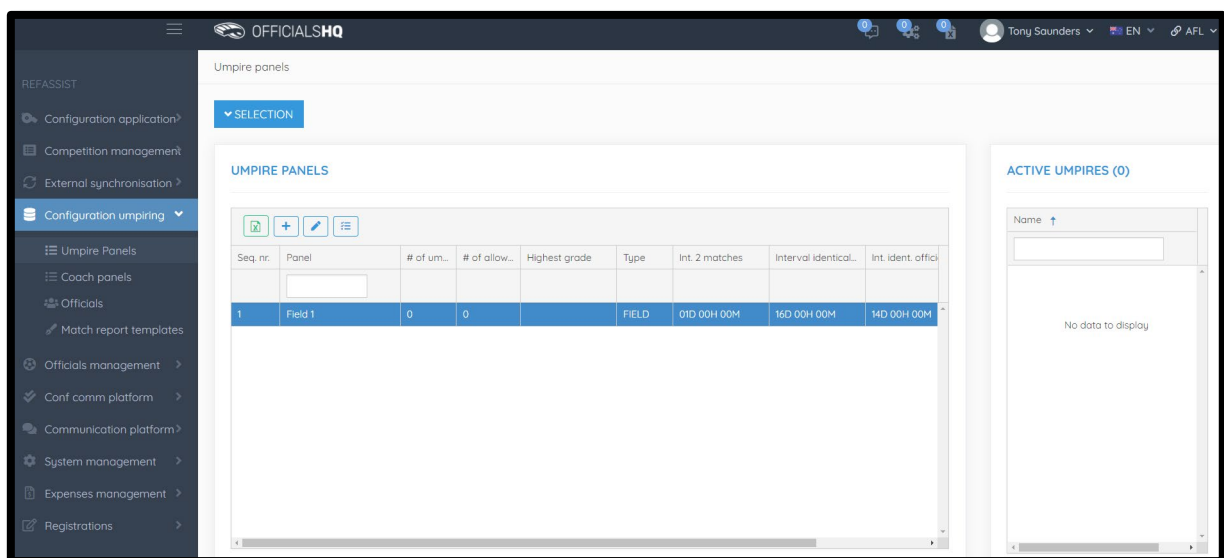 OFFICIALSHQ
0 0 0 Tony Saunders EN AFL
REFASSIST
Configuration application
Competition management
External synchronisation
Configuration umpiring
Umpire Panels
Coach panels
Officials
Match report templates
Officials management
Conf comm platform
Communication platform
System management
Expenses management
Registrations
Umpire panels
SELECTION
UMPIRE PANELS
Seq. nr. Panel # of um... # of allow... Highest grade Type Int. 2 matches Interval identical... Int. ident. offici
1 Field 1 0 0 FIELD 01D 00H 00M 16D 00H 00M 14D 00H 00M
ACTIVE UMPIRES (0)
Name ↑
No data to display